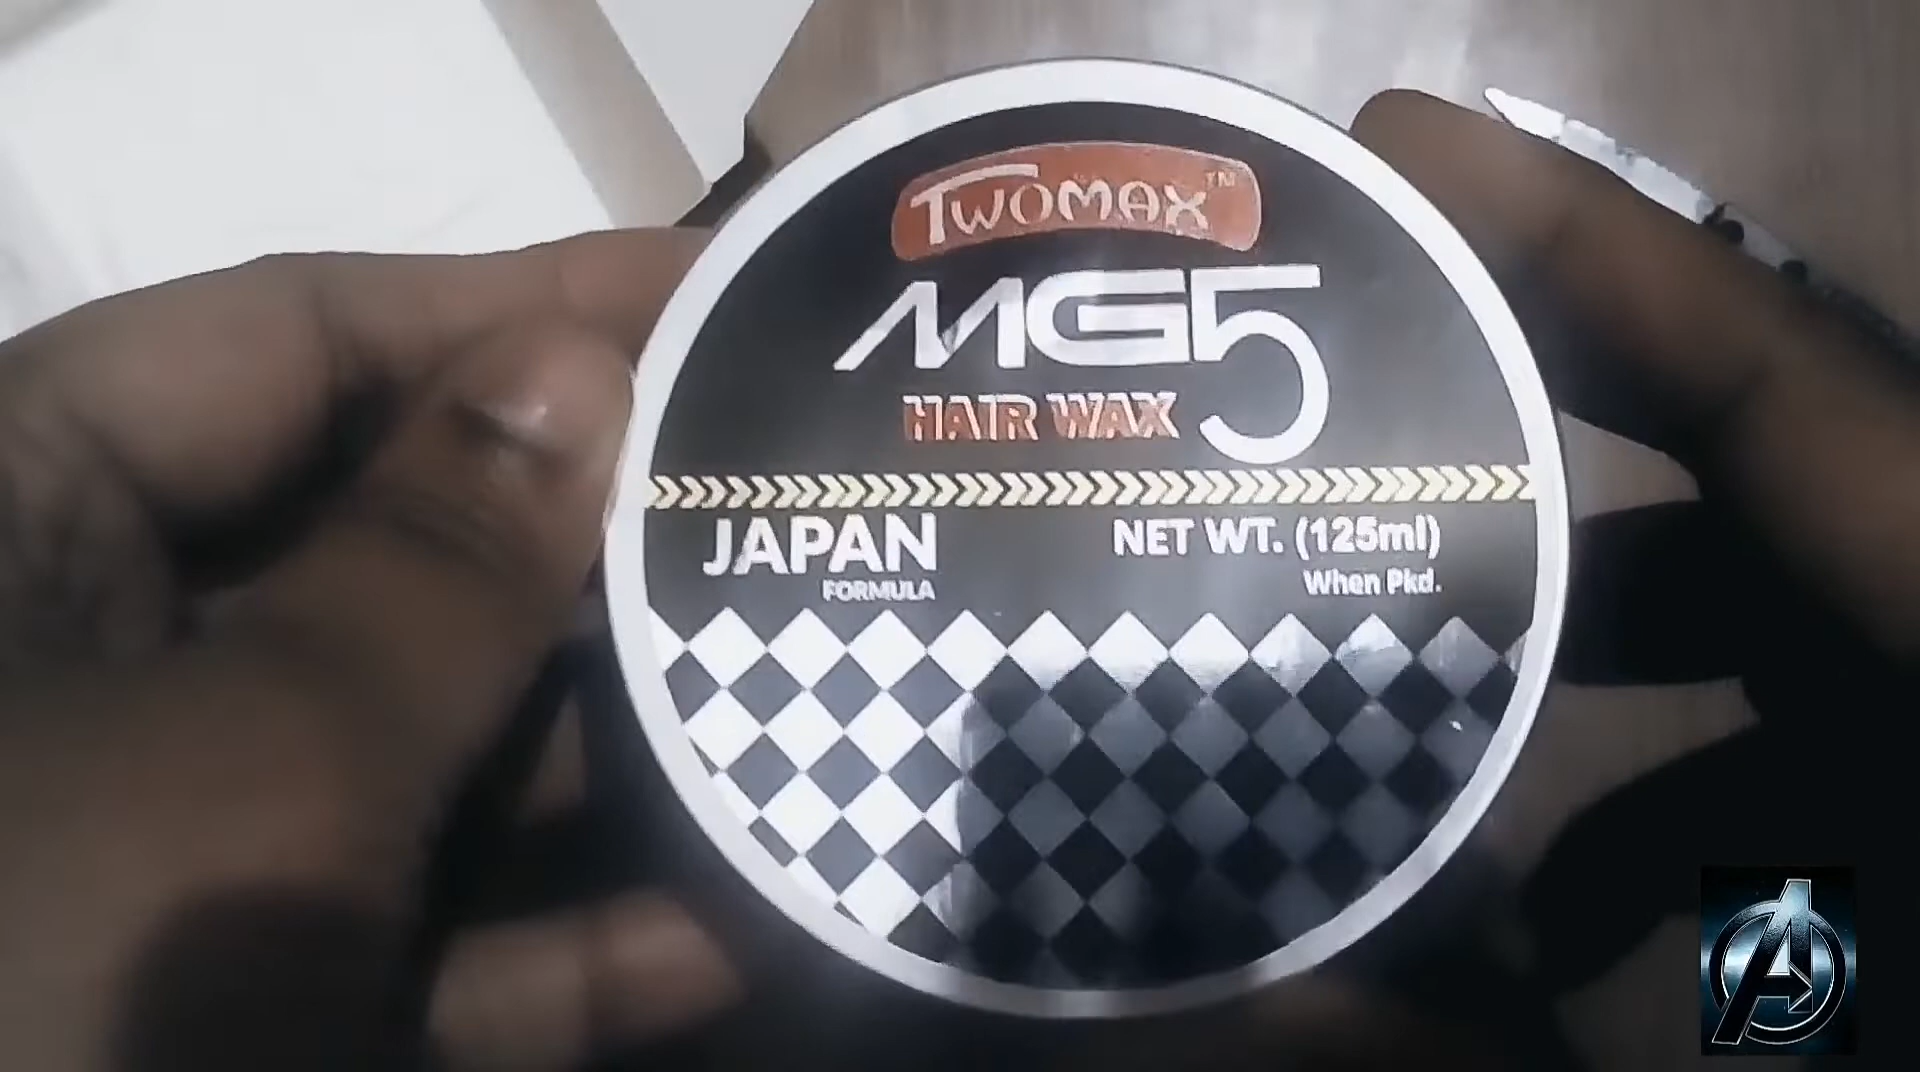 TWOMAX™
MG5
HAIR WAX
JAPAN
FORMULA
NET WT. (125ml)
When Pkd.